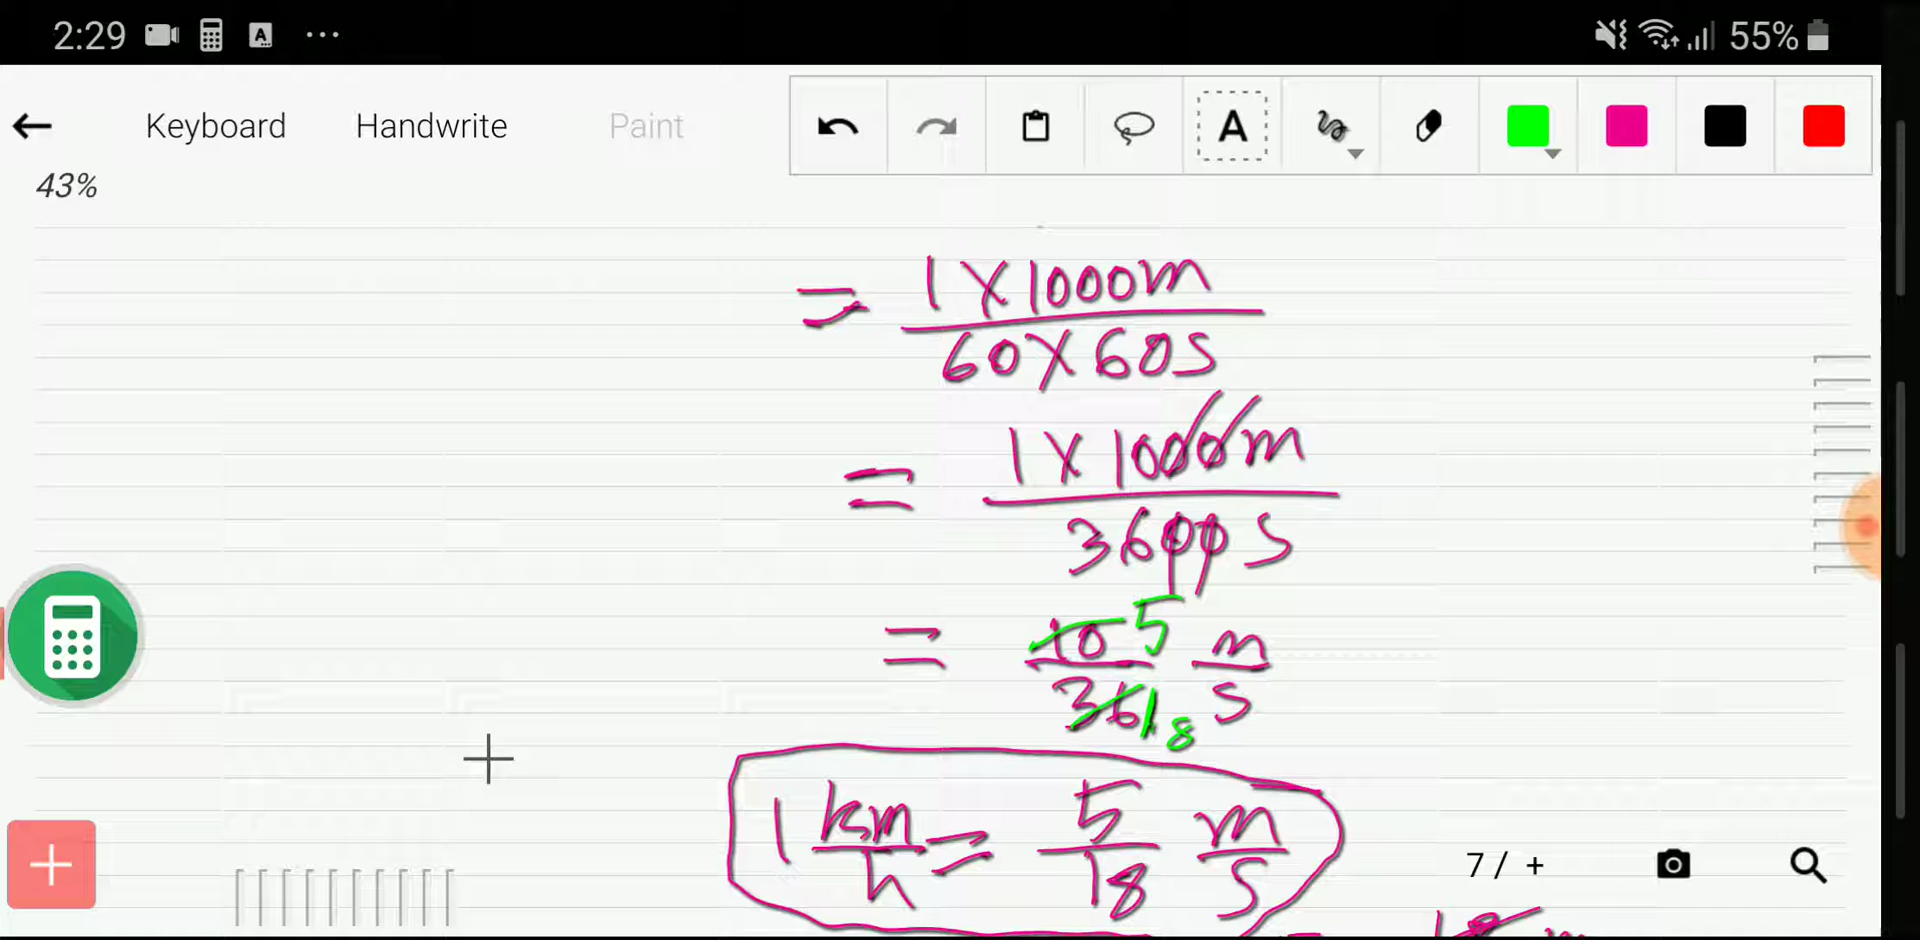 2:29 A ... 55%
Keyboard Handwrite Paint A
43%
= 1 X 1000m
60 X 60 s
= 1 X 1000m
3600 s
= 10 5 m
36 18 s
1 km/h = 5/18 m/s
7 / +